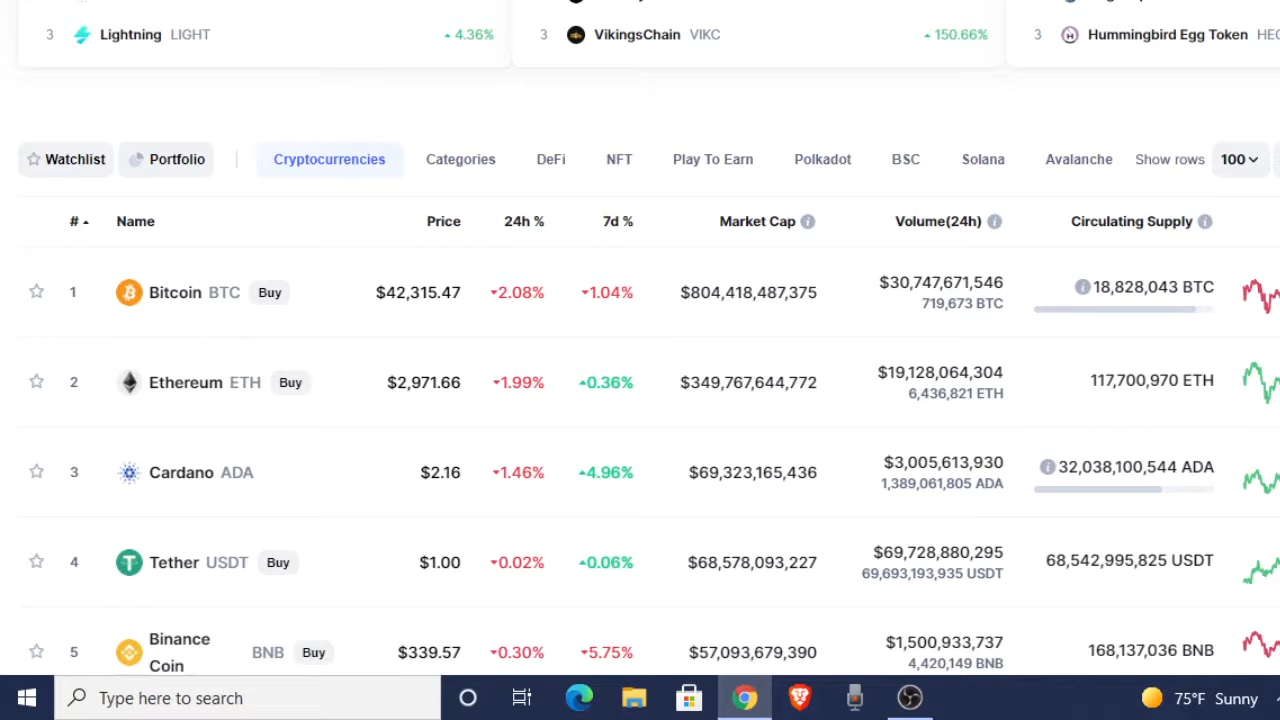 3 Lightning LIGHT 4.36% 3 VikingsChain VIKC 150.66% 3 Hummingbird Egg Token
Watchlist Portfolio Cryptocurrencies Categories DeFi NFT Play To Earn Polkadot BSC Solana Avalanche Show rows 100
# Name Price 24h % 7d % Market Cap Volume(24h) Circulating Supply
1 Bitcoin BTC Buy $42,315.47 2.08% 1.04% $804,418,487,375 $30,747,671,546 18,828,043 BTC
719,673 BTC
2 Ethereum ETH Buy $2,971.66 1.99% 0.36% $349,767,644,772 $19,128,064,304 117,700,970 ETH
6,436,821 ETH
3 Cardano ADA $2.16 1.46% 4.96% $69,323,165,436 $3,005,613,930 32,038,100,544 ADA
1,389,061,805 ADA
4 Tether USDT Buy $1.00 0.02% 0.06% $68,578,093,227 $69,728,880,295 68,542,995,825 USDT
69,693,193,935 USDT
5 Binance Coin BNB Buy $339.57 0.30% 5.75% $57,093,679,390 $1,500,933,737 168,137,036 BNB
4,420,149 BNB
Type here to search 75°F Sunny